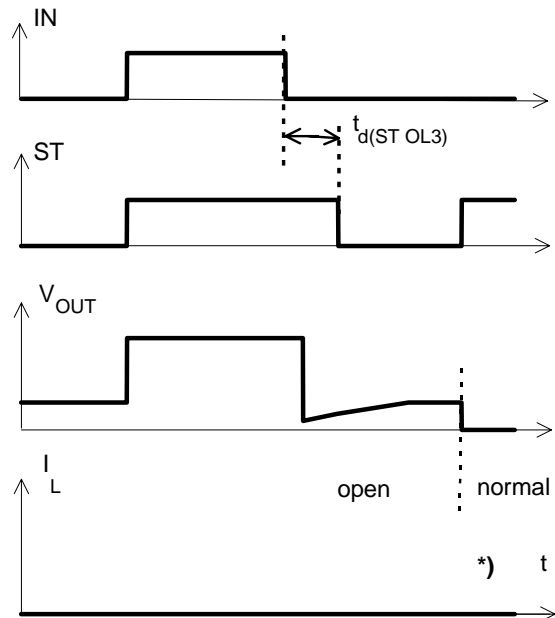 IN
t d(ST OL3)
ST
V OUT
I L
open normal
*) t